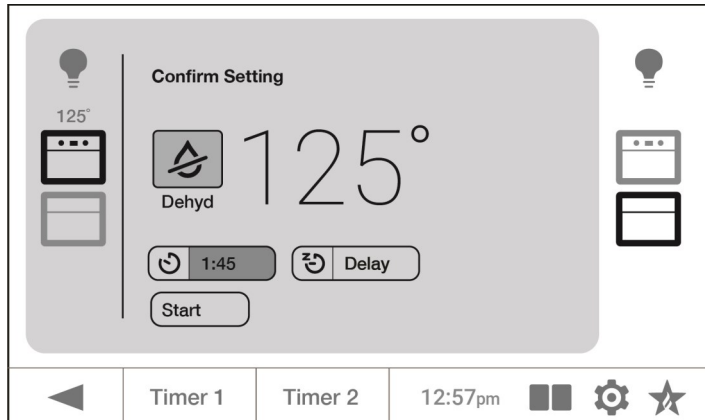 Confirm Setting
125°
125°
Dehyd
1:45
Delay
Start
Timer 1
Timer 2
12:57pm